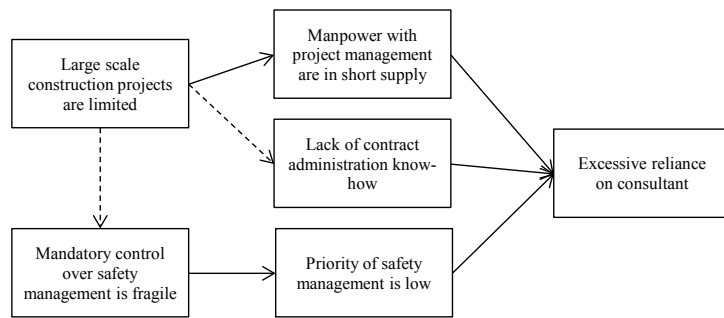 Large scale
construction projects
are limited
Manpower with
project management
are in short supply
Lack of contract
administration know-
how
Excessive reliance
on consultant
Mandatory control
over safety
management is fragile
Priority of safety
management is low